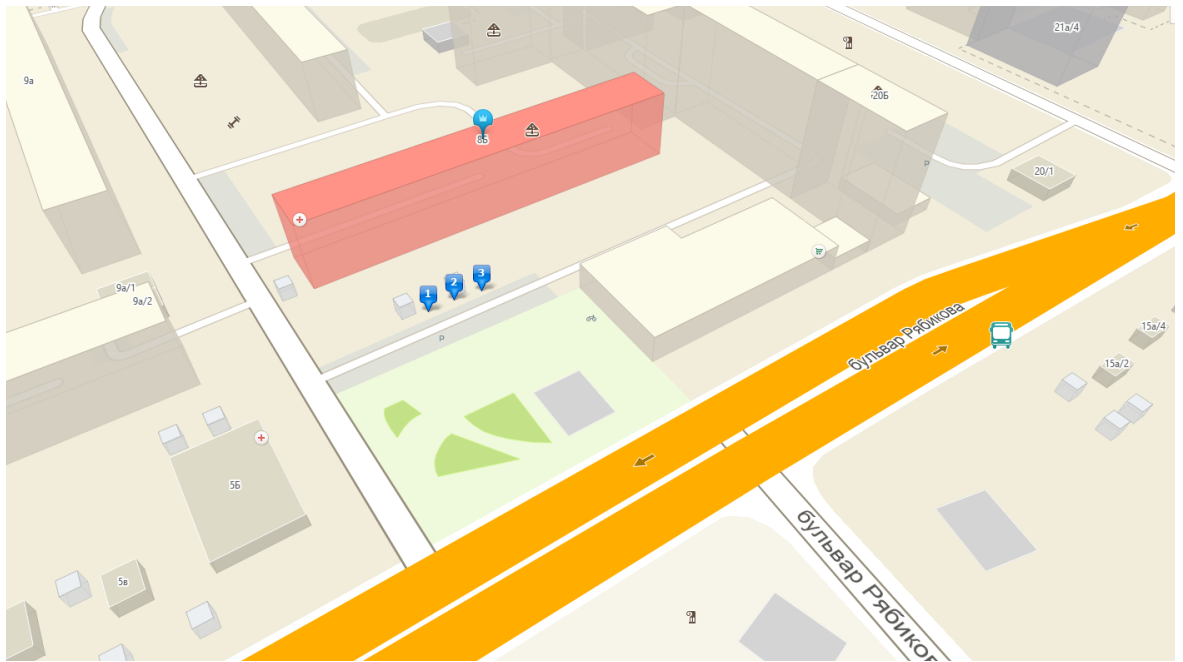 21а/4
9а
20Б
8Б
P
20/1
9а/1
9а/2
3
2
1
P
бульвар Рябикова
15а/4
15а/2
5Б
бульвар Рябиков
5в